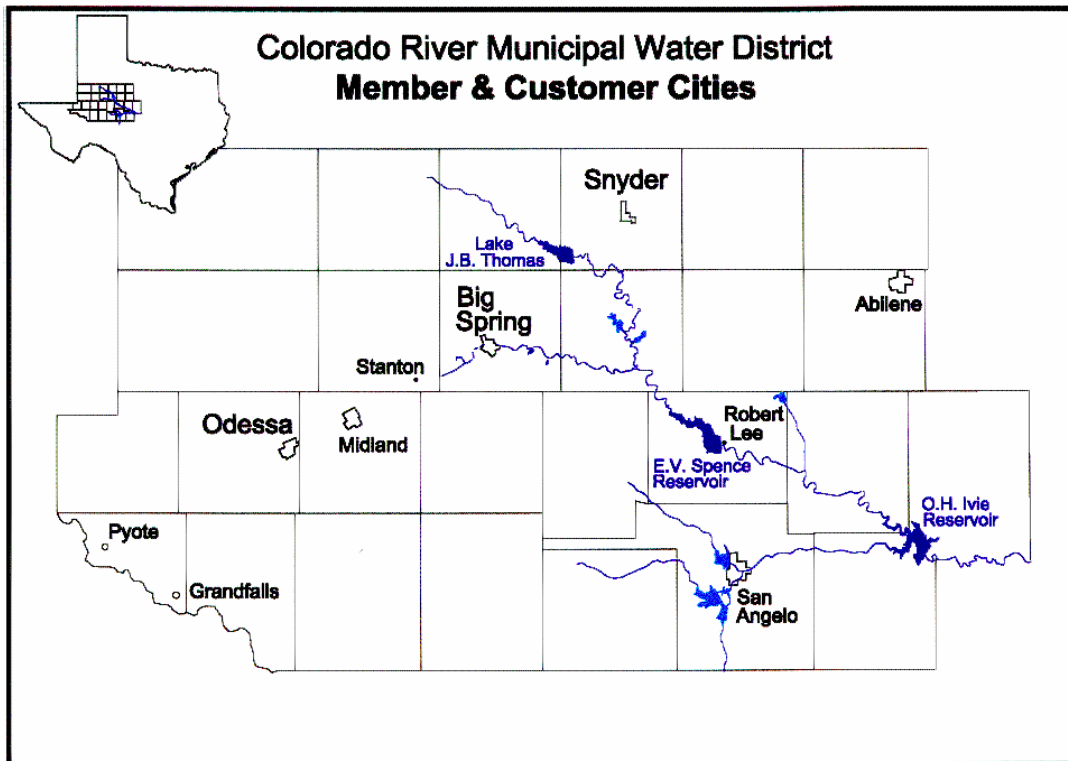 Colorado River Municipal Water District
Member & Customer Cities
Snyder
Lake
J.B. Thomas
Big
Spring
Abilene
Stanton
Odessa
Midland
Robert
Lee
E.V. Spence
Reservoir
O.H. Ivie
Reservoir
Pyote
Grandfalls
San
Angelo